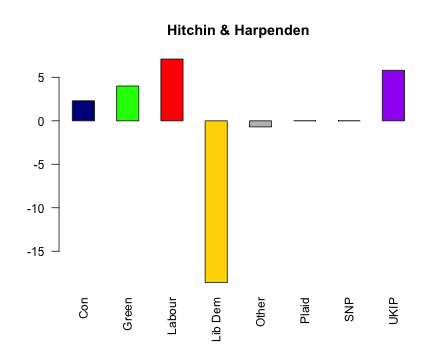 Hitchin & Harpenden
5
0
-5
-10
-15
Con
Green
Labour
Lib Dem
Other
Plaid
SNP
UKIP